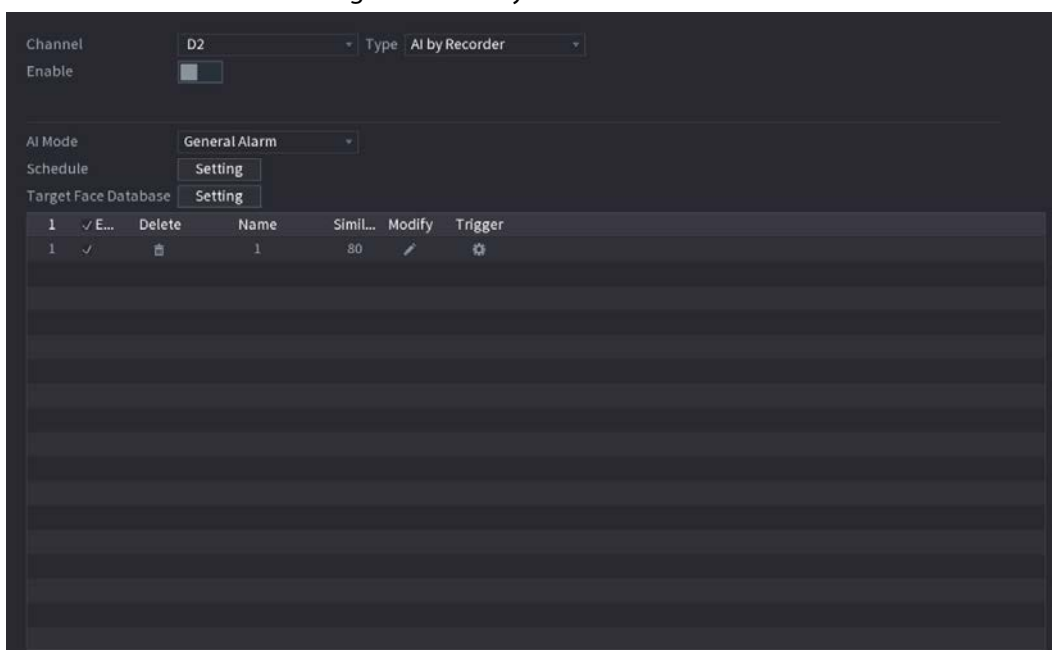 Channel D2 Type AI by Recorder
Enable
AI Mode General Alarm
Schedule Setting
Target Face Database Setting
1 E... Delete Name Simil... Modify Trigger
1 1 80